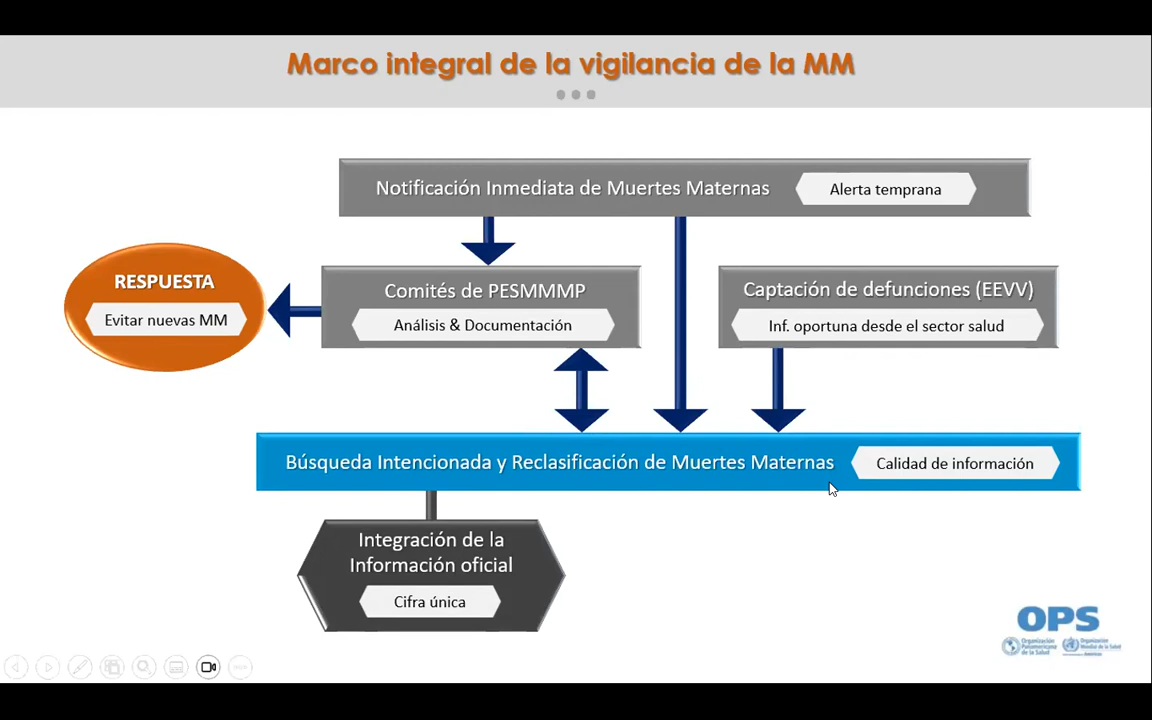 Marco integral de la vigilancia de la MM
Notificación Inmediata de Muertes Maternas
Alerta temprana
RESPUESTA
Evitar nuevas MM
Comités de PESMMMP
Análisis & Documentación
Captación de defunciones (EEVV)
Inf. oportuna desde el sector salud
Búsqueda Intencionada y Reclasificación de Muertes Maternas
Calidad de información
Integración de la
Información oficial
Cifra única
OPS
Organización
Panamericana
de la Salud
Organización
Mundial de la Salud